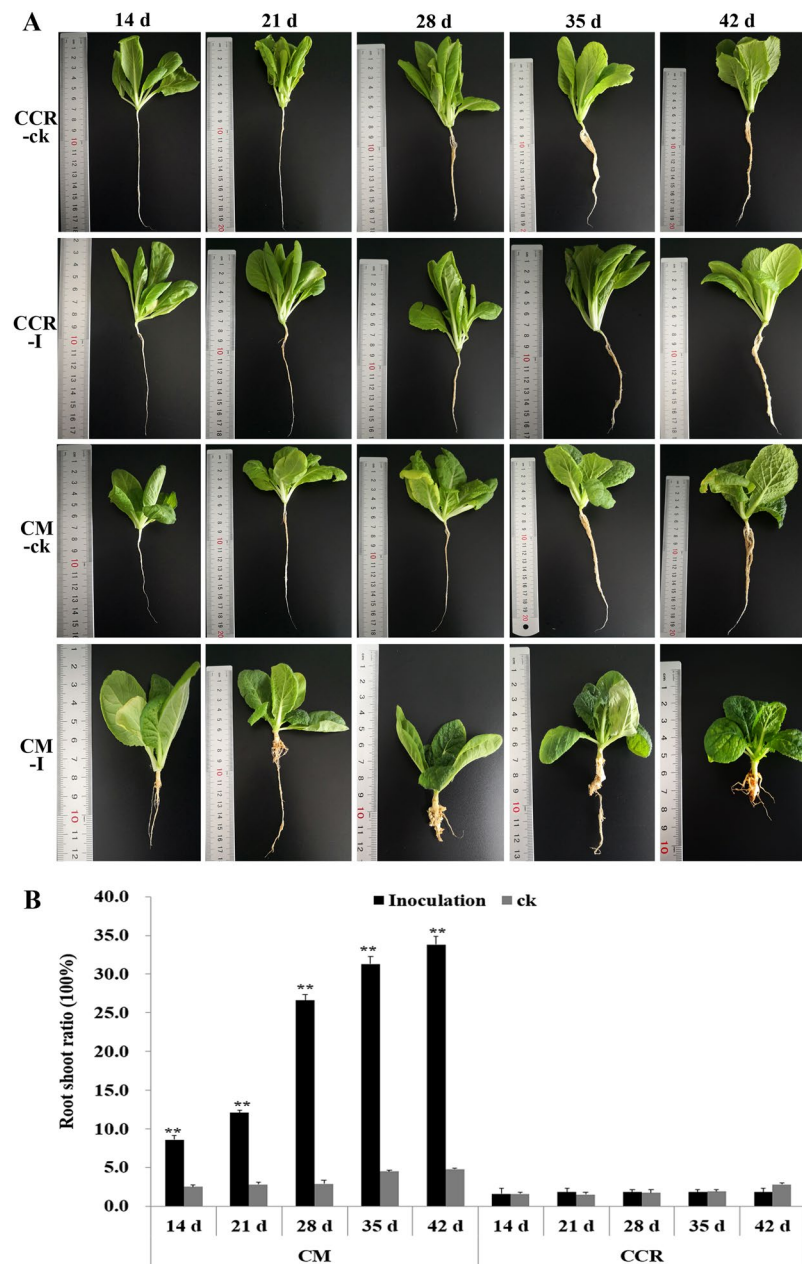 A
14 d 21 d 28 d 35 d 42 d
CCR
-ck
CCR
-I
CM
-ck
CM
-I
B
Inoculation ck
Root shoot ratio (100%)
40.0
35.0
30.0
25.0
20.0
15.0
10.0
5.0
0.0
** ** ** ** **
14 d 21 d 28 d 35 d 42 d 14 d 21 d 28 d 35 d 42 d
CM CCR